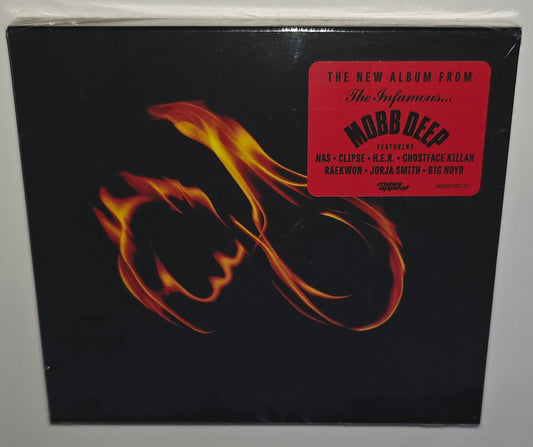 THE NEW ALBUM FROM
The Infamous...
MOBB DEEP
FEATURING
NAS • CLIPSE • H.E.R. • GHOSTFACE KILLAH
RAEKWON • JORJA SMITH • BIG NOYD
mass
appeal